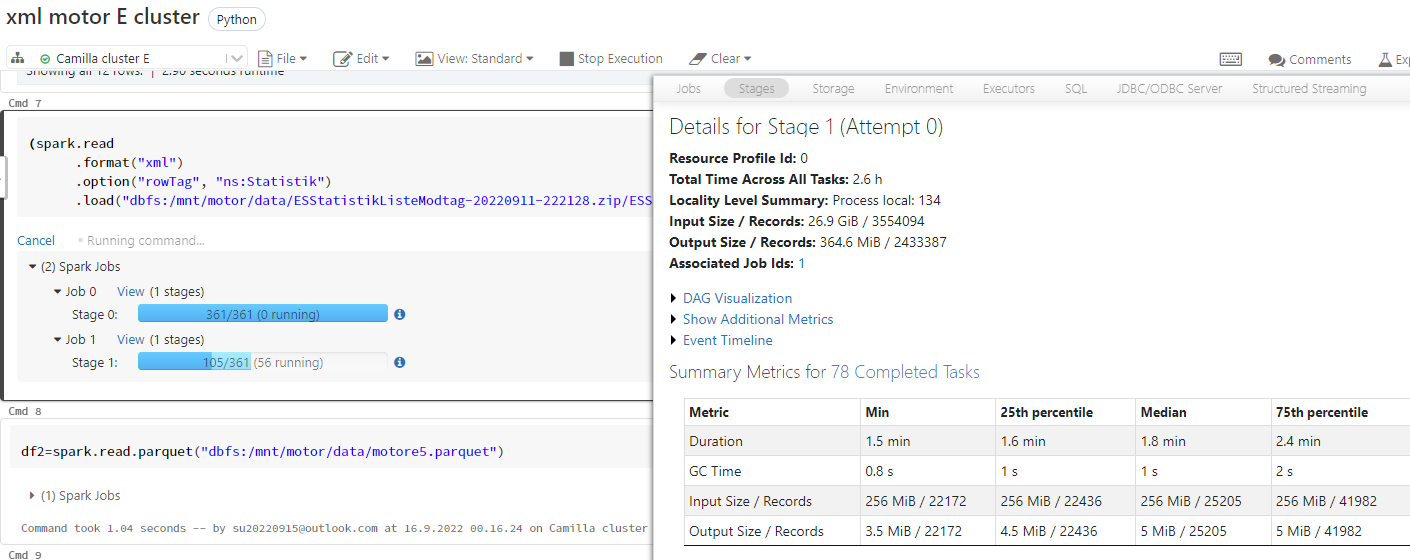 xml motor E cluster Python
Camilla cluster E File Edit View: Standard Stop Execution Clear Comments
Showing all 12 rows. | 2.90 seconds runtime
Cmd 7
(spark.read
.format("xml")
.option("rowTag", "ns:Statistik")
.load("dbfs:/mnt/motor/data/ESStatistikListeModtag-20220911-222128.zip/ESS
Cancel Running command...
(2) Spark Jobs
Job 0 View (1 stages)
Stage 0: 361/361 (0 running)
Job 1 View (1 stages)
Stage 1: 105/361 (56 running)
Cmd 8
df2=spark.read.parquet("dbfs:/mnt/motor/data/motore5.parquet")
(1) Spark Jobs
Command took 1.04 seconds -- by su20220915@outlook.com at 16.9.2022 00.16.24 on Camilla cluster
Cmd 9
Jobs Stages Storage Environment Executors SQL JDBC/ODBC Server Structured Streaming
Details for Stage 1 (Attempt 0)
Resource Profile Id: 0
Total Time Across All Tasks: 2.6 h
Locality Level Summary: Process local: 134
Input Size / Records: 26.9 GiB / 3554094
Output Size / Records: 364.6 MiB / 2433387
Associated Job Ids: 1
DAG Visualization
Show Additional Metrics
Event Timeline
Summary Metrics for 78 Completed Tasks
Metric Min 25th percentile Median 75th percentile
Duration 1.5 min 1.6 min 1.8 min 2.4 min
GC Time 0.8 s 1 s 1 s 2 s
Input Size / Records 256 MiB / 22172 256 MiB / 22436 256 MiB / 25205 256 MiB / 41982
Output Size / Records 3.5 MiB / 22172 4.5 MiB / 22436 5 MiB / 25205 5 MiB / 41982